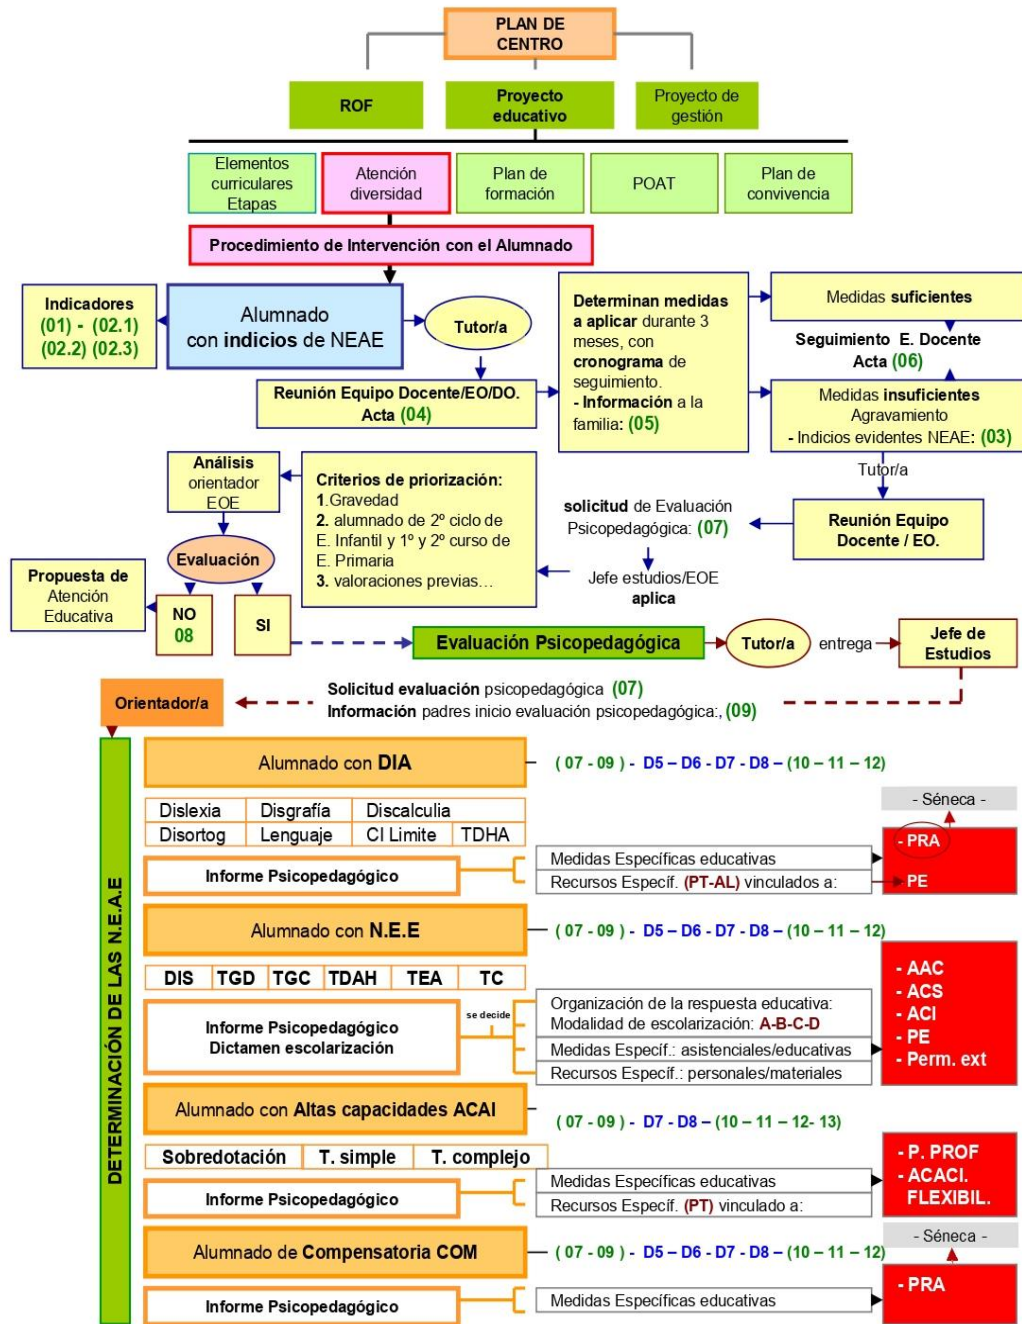 PLAN DE
CENTRO
ROF
Proyecto
educativo
Proyecto de
gestión
Elementos
curriculares
Etapas
Atención
diversidad
Plan de
formación
POAT
Plan de
convivencia
Procedimiento de Intervención con el Alumnado
Indicadores
(01) - (02.1)
(02.2) (02.3)
Alumnado
con indicios de NEAE
Tutor/a
Reunión Equipo Docente/EO/DO.
Acta (04)
Determinan medidas
a aplicar durante 3
meses, con
cronograma de
seguimiento.
- Información a la
familia: (05)
Medidas suficientes
Seguimiento E. Docente
Acta (06)
Medidas insuficientes
Agravamiento
- Indicios evidentes NEAE: (03)
Tutor/a
Reunión Equipo
Docente / EO.
solicitud de Evaluación
Psicopedagógica: (07)
Jefe estudios/EOE
aplica
Criterios de priorización:
1.Gravedad
2. alumnado de 2º ciclo de
E. Infantil y 1º y 2º curso de
E. Primaria
3. valoraciones previas…
Análisis
orientador
EOE
Evaluación
Propuesta de
Atención
Educativa
NO
08
SI
Evaluación Psicopedagógica
Tutor/a
entrega
Jefe de
Estudios
Solicitud evaluación psicopedagógica (07)
Información padres inicio evaluación psicopedagógica:, (09)
Orientador/a
DETERMINACIÓN DE LAS N.E.A.E
Alumnado con DIA
( 07 - 09 ) - D5 – D6 - D7 - D8 – (10 – 11 – 12)
Dislexia Disgrafía Discalculia
Disortog Lenguaje CI Limite TDHA
Informe Psicopedagógico
Medidas Específicas educativas
Recursos Específ. (PT-AL) vinculados a:
- Séneca -
- PRA
- PE
Alumnado con N.E.E
( 07 - 09 ) - D5 – D6 - D7 - D8 – (10 – 11 – 12)
DIS TGD TGC TDAH TEA TC
Informe Psicopedagógico
Dictamen escolarización
se decide
Organización de la respuesta educativa:
Modalidad de escolarización: A-B-C-D
Medidas Específ.: asistenciales/educativas
Recursos Específ.: personales/materiales
- AAC
- ACS
- ACI
- PE
- Perm. ext
Alumnado con Altas capacidades ACAI
( 07 - 09 ) - D7 - D8 – (10 – 11 – 12- 13)
Sobredotación T. simple T. complejo
Informe Psicopedagógico
Medidas Específicas educativas
Recursos Específ. (PT) vinculado a:
- P. PROF
- ACACI.
FLEXIBIL.
Alumnado de Compensatoria COM
( 07 - 09 ) - D5 - D6 - D7 - D8 – (10 – 11 – 12)
Informe Psicopedagógico
Medidas Específicas educativas
- Séneca -
- PRA